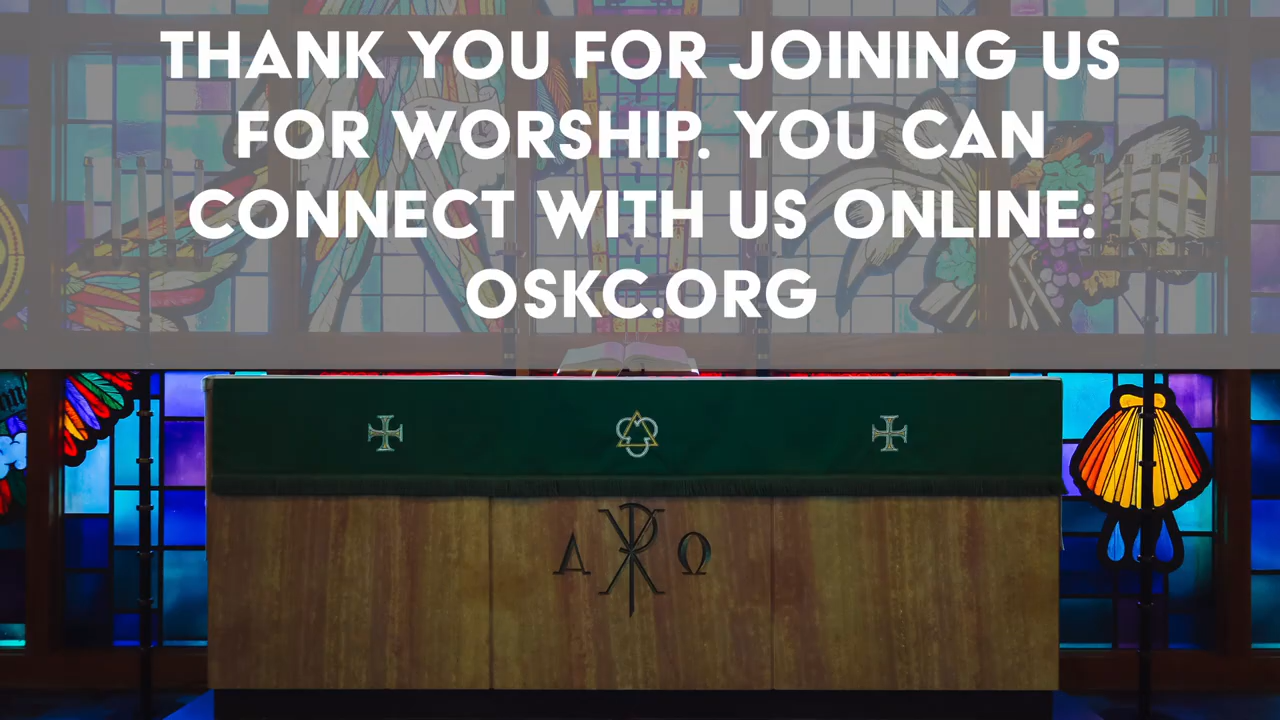 THANK YOU FOR JOINING US
FOR WORSHIP. YOU CAN
CONNECT WITH US ONLINE:
OSKC.ORG
Α ☧ Ω